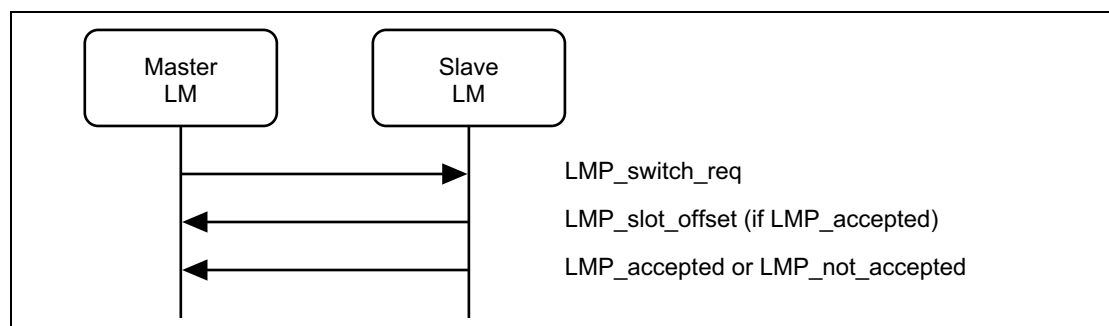 Master
LM
Slave
LM
LMP_switch_req
LMP_slot_offset (if LMP_accepted)
LMP_accepted or LMP_not_accepted